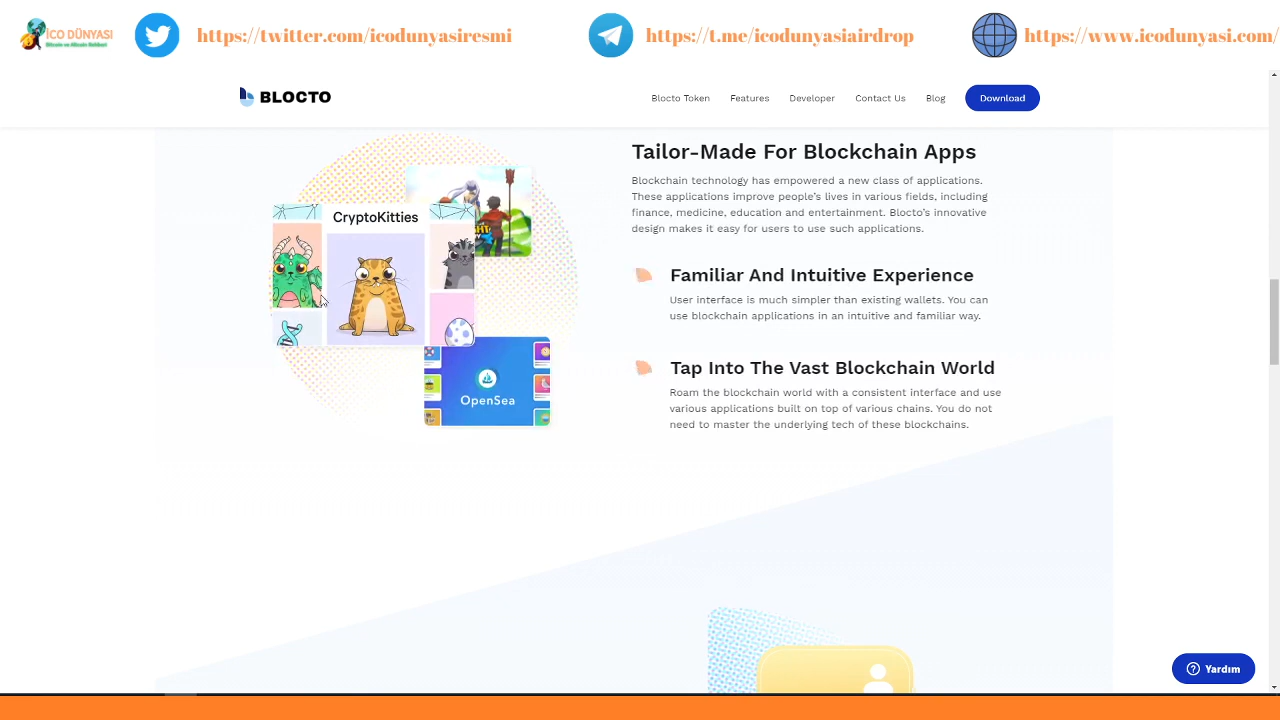 İCO DÜNYASI
Bitcoin ve Altcoin Rehberi
https://twitter.com/icodunyasiresmi
https://t.me/icodunyasiairdrop
https://www.icodunyasi.com/
BLOCTO
Blocto Token
Features
Developer
Contact Us
Blog
Download
CryptoKitties
OpenSea
Tailor-Made For Blockchain Apps
Blockchain technology has empowered a new class of applications.
These applications improve people's lives in various fields, including
finance, medicine, education and entertainment. Blocto's innovative
design makes it easy for users to use such applications.
Familiar And Intuitive Experience
User interface is much simpler than existing wallets. You can
use blockchain applications in an intuitive and familiar way.
Tap Into The Vast Blockchain World
Roam the blockchain world with a consistent interface and use
various applications built on top of various chains. You do not
need to master the underlying tech of these blockchains.
Yardım